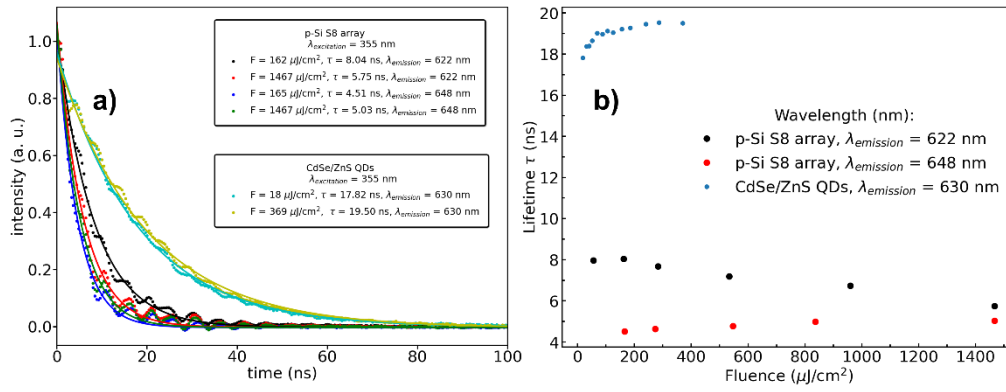 a)
p-Si S8 array
λexcitation = 355 nm
F = 162 μJ/cm², τ = 8.04 ns, λemission = 622 nm
F = 1467 μJ/cm², τ = 5.75 ns, λemission = 622 nm
F = 165 μJ/cm², τ = 4.51 ns, λemission = 648 nm
F = 1467 μJ/cm², τ = 5.03 ns, λemission = 648 nm
CdSe/ZnS QDs
λexcitation = 355 nm
F = 18 μJ/cm², τ = 17.82 ns, λemission = 630 nm
F = 369 μJ/cm², τ = 19.50 ns, λemission = 630 nm
intensity (a. u.)
1.0
0.8
0.6
0.4
0.2
0.0
0 20 40 60 80 100
time (ns)
b)
Wavelength (nm):
p-Si S8 array, λemission = 622 nm
p-Si S8 array, λemission = 648 nm
CdSe/ZnS QDs, λemission = 630 nm
Lifetime τ (ns)
20
18
16
14
12
10
8
6
4
0 200 400 600 800 1000 1200 1400
Fluence (μJ/cm²)